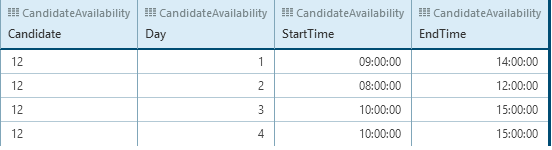 CandidateAvailability CandidateAvailability CandidateAvailability CandidateAvailability
Candidate Day StartTime EndTime
12 1 09:00:00 14:00:00
12 2 08:00:00 12:00:00
12 3 10:00:00 15:00:00
12 4 10:00:00 15:00:00